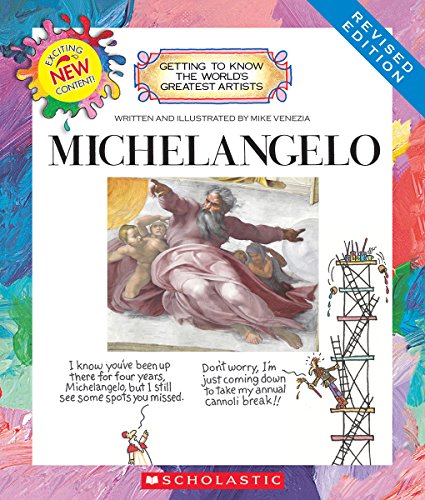 EXCITING
NEW
CONTENT!
GETTING TO KNOW
THE WORLD'S
GREATEST ARTISTS
REVISED
EDITION
WRITTEN AND ILLUSTRATED BY MIKE VENEZIA
MICHELANGELO
I know you've been up
there for four years,
Michelangelo, but I still
see some spots you missed.
Don't worry, I'm
just coming down
to take my annual
cannoli break!!
SCHOLASTIC